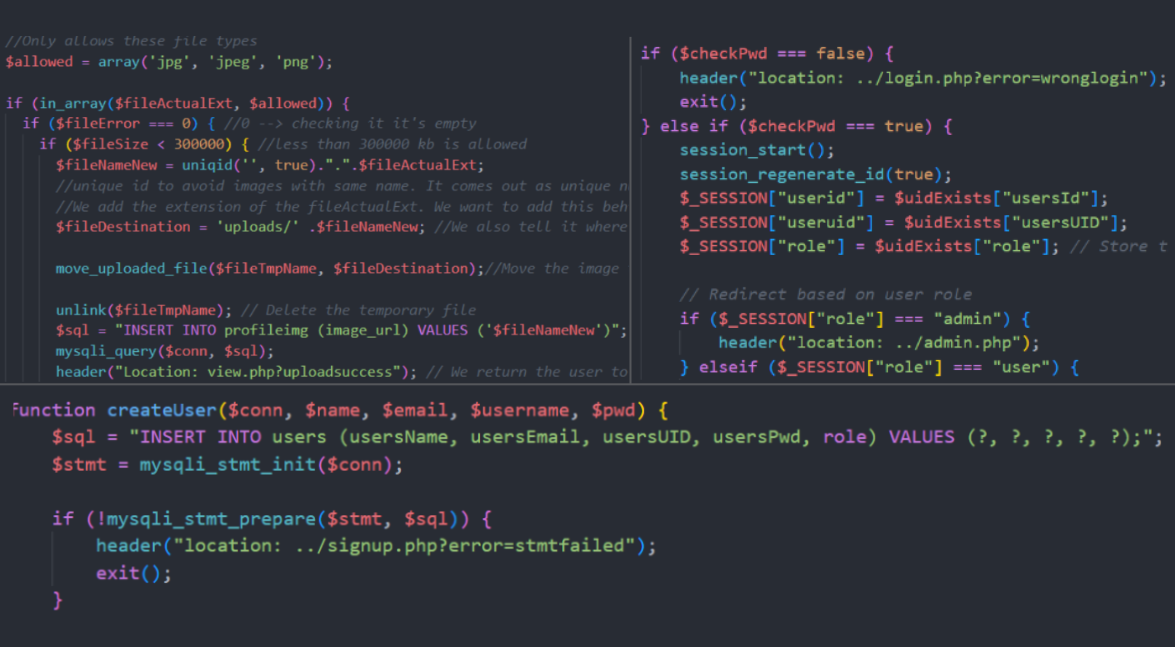 //Only allows these file types
$allowed = array('jpg', 'jpeg', 'png');
if (in_array($fileActualExt, $allowed)) {
if ($fileError === 0) { //0 --> checking it it's empty
if ($fileSize < 300000) { //less than 300000 kb is allowed
$fileNameNew = uniqid('', true).".".$fileActualExt;
//unique id to avoid images with same name. It comes out as unique n
//We add the extension of the fileActualExt. We want to add this beh
$fileDestination = 'uploads/' .$fileNameNew; //We also tell it where
move_uploaded_file($fileTmpName, $fileDestination);//Move the image
unlink($fileTmpName); // Delete the temporary file
$sql = "INSERT INTO profileimg (image_url) VALUES ('$fileNameNew')";
mysqli_query($conn, $sql);
header("Location: view.php?uploadsuccess"); // We return the user to
if ($checkPwd === false) {
header("location: ../login.php?error=wronglogin");
exit();
} else if ($checkPwd === true) {
session_start();
session_regenerate_id(true);
$_SESSION["userid"] = $uidExists["usersId"];
$_SESSION["useruid"] = $uidExists["usersUID"];
$_SESSION["role"] = $uidExists["role"]; // Store t
// Redirect based on user role
if ($_SESSION["role"] === "admin") {
header("location: ../admin.php");
} elseif ($_SESSION["role"] === "user") {
function createUser($conn, $name, $email, $username, $pwd) {
$sql = "INSERT INTO users (usersName, usersEmail, usersUID, usersPwd, role) VALUES (?, ?, ?, ?, ?);";
$stmt = mysqli_stmt_init($conn);
if (!mysqli_stmt_prepare($stmt, $sql)) {
header("location: ../signup.php?error=stmtfailed");
exit();
}